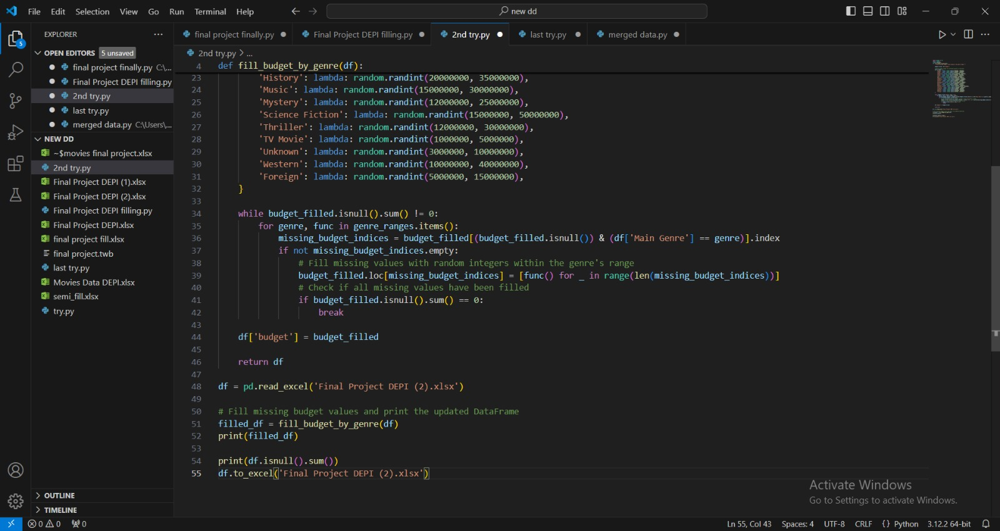 File Edit Selection View Go Run Terminal Help
new dd
EXPLORER
OPEN EDITORS 5 unsaved
final project finally.py C:\...
Final Project DEPI filling.py
2nd try.py
last try.py
merged data.py C:\Users\...
NEW DD
~$movies final project.xlsx
2nd try.py
Final Project DEPI (1).xlsx
Final Project DEPI (2).xlsx
Final Project DEPI filling.py
Final Project DEPI.xlsx
final project fill.xlsx
final project.twb
last try.py
Movies Data DEPI.xlsx
semi_fill.xlsx
try.py
OUTLINE
TIMELINE
5
final project finally.py Final Project DEPI filling.py 2nd try.py last try.py merged data.py
2nd try.py > ...
4 def fill_budget_by_genre(df):
23 'History': lambda: random.randint(20000000, 35000000),
24 'Music': lambda: random.randint(15000000, 30000000),
25 'Mystery': lambda: random.randint(12000000, 25000000),
26 'Science Fiction': lambda: random.randint(15000000, 50000000),
27 'Thriller': lambda: random.randint(12000000, 30000000),
28 'TV Movie': lambda: random.randint(1000000, 5000000),
29 'Unknown': lambda: random.randint(3000000, 10000000),
30 'Western': lambda: random.randint(10000000, 40000000),
31 'Foreign': lambda: random.randint(5000000, 15000000),
32 }
33
34 while budget_filled.isnull().sum() != 0:
35 for genre, func in genre_ranges.items():
36 missing_budget_indices = budget_filled[(budget_filled.isnull()) & (df['Main Genre'] == genre)].index
37 if not missing_budget_indices.empty:
38 # Fill missing values with random integers within the genre's range
39 budget_filled.loc[missing_budget_indices] = [func() for _ in range(len(missing_budget_indices))]
40 # Check if all missing values have been filled
41 if budget_filled.isnull().sum() == 0:
42 break
43
44 df['budget'] = budget_filled
45
46 return df
47
48 df = pd.read_excel('Final Project DEPI (2).xlsx')
49
50 # Fill missing budget values and print the updated DataFrame
51 filled_df = fill_budget_by_genre(df)
52 print(filled_df)
53
54 print(df.isnull().sum())
55 df.to_excel('Final Project DEPI (2).xlsx')
Activate Windows
Go to Settings to activate Windows.
0 0 0 Ln 55, Col 43 Spaces: 4 UTF-8 CRLF {} Python 3.12.2 64-bit